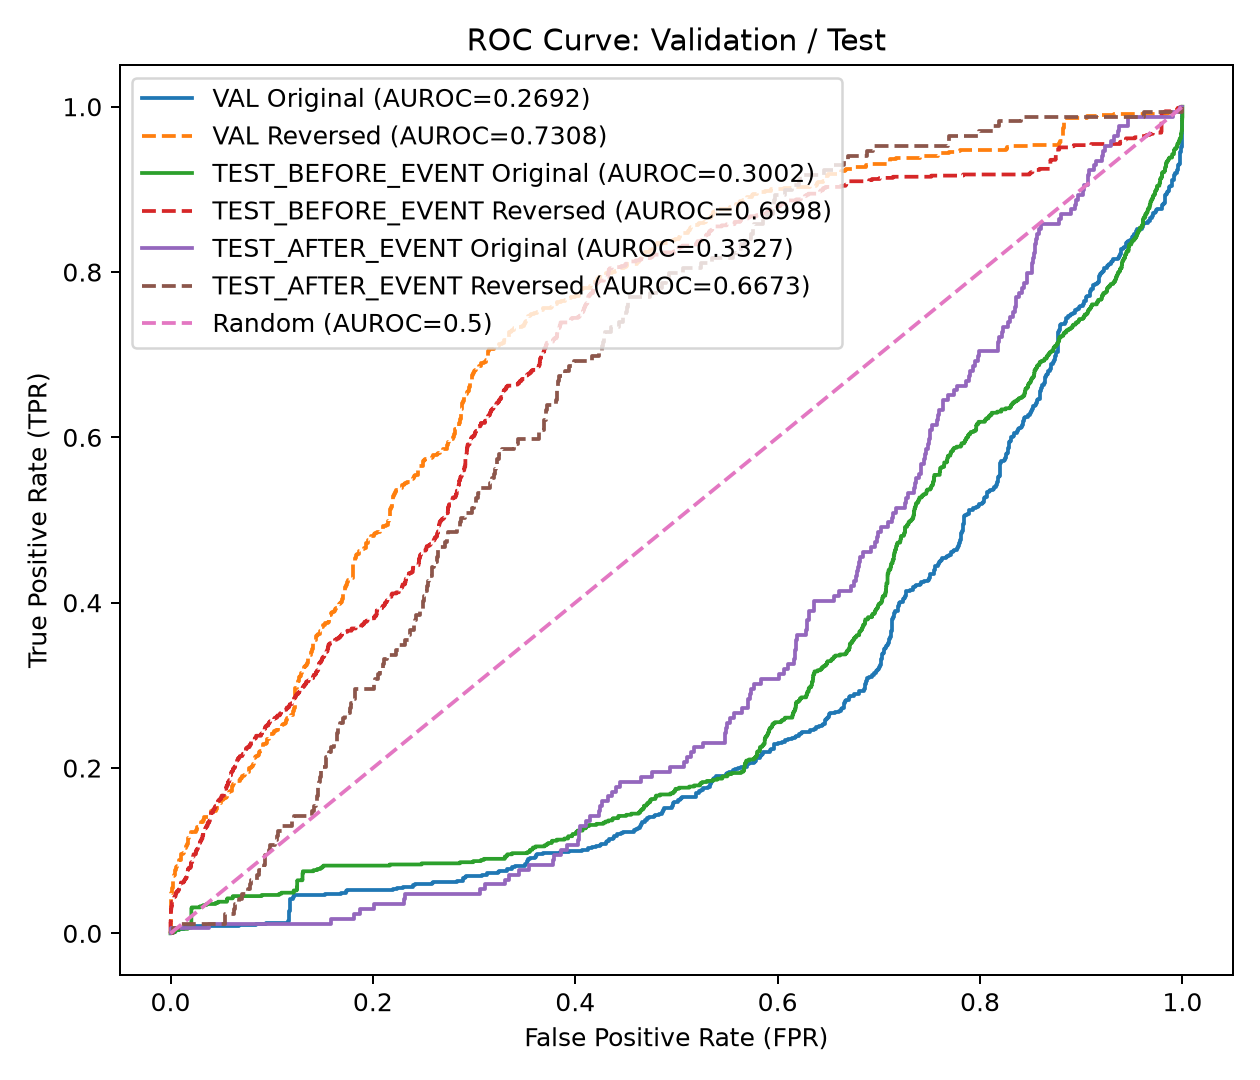 ROC Curve: Validation / Test
VAL Original (AUROC=0.2692)
VAL Reversed (AUROC=0.7308)
TEST_BEFORE_EVENT Original (AUROC=0.3002)
TEST_BEFORE_EVENT Reversed (AUROC=0.6998)
TEST_AFTER_EVENT Original (AUROC=0.3327)
TEST_AFTER_EVENT Reversed (AUROC=0.6673)
Random (AUROC=0.5)
True Positive Rate (TPR)
1.0
0.8
0.6
0.4
0.2
0.0
0.0 0.2 0.4 0.6 0.8 1.0
False Positive Rate (FPR)